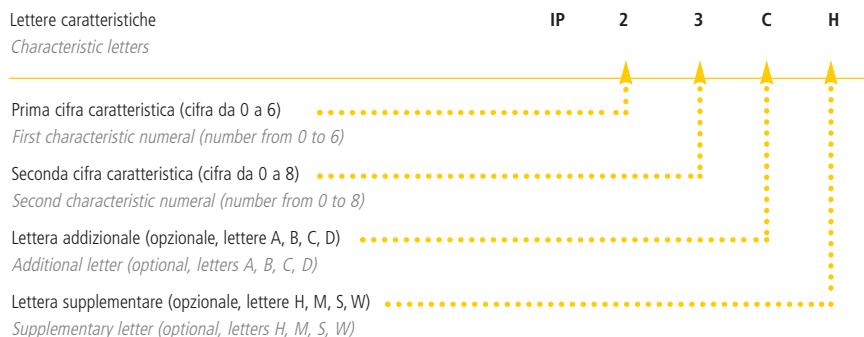 Lettere caratteristiche IP 2 3 C H
Characteristic letters
Prima cifra caratteristica (cifra da 0 a 6)
First characteristic numeral (number from 0 to 6)
Seconda cifra caratteristica (cifra da 0 a 8)
Second characteristic numeral (number from 0 to 8)
Lettera addizionale (opzionale, lettere A, B, C, D)
Additional letter (optional, letters A, B, C, D)
Lettera supplementare (opzionale, lettere H, M, S, W)
Supplementary letter (optional, letters H, M, S, W)